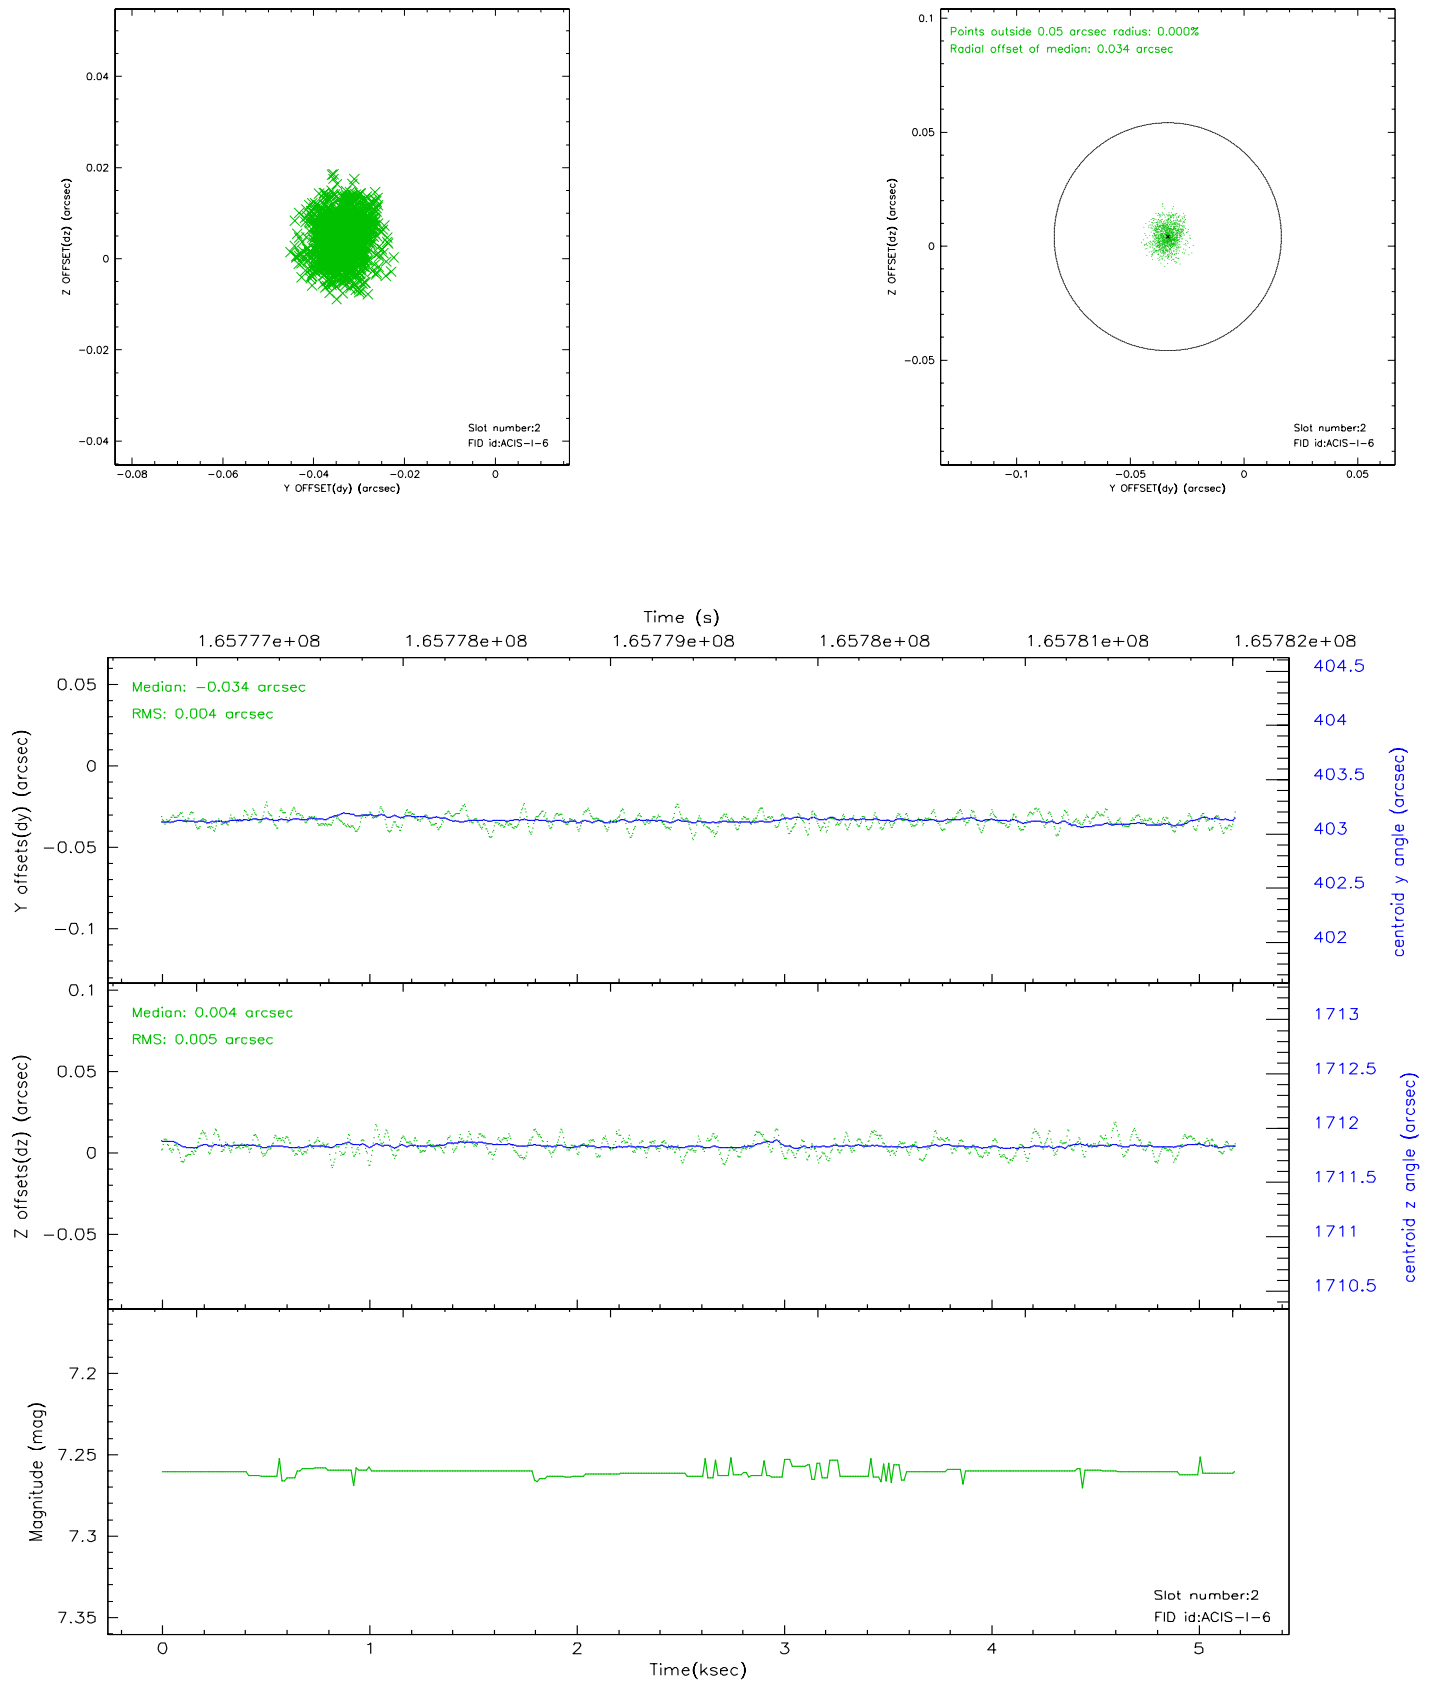 0.04
0.02
0
−0.02
−0.04
Z OFFSET(dz) (arcsec)
Slot number:2
FID id:ACIS−I−6
−0.08
−0.06
−0.04
−0.02
0
Y OFFSET(dy) (arcsec)
0.1
0.05
0
−0.05
Z OFFSET(dz) (arcsec)
Points outside 0.05 arcsec radius: 0.000%
Radial offset of median: 0.034 arcsec
Slot number:2
FID id:ACIS−I−6
−0.1
−0.05
0
0.05
Y OFFSET(dy) (arcsec)
Time (s)
1.65777e+08
1.65778e+08
1.65779e+08
1.6578e+08
1.65781e+08
1.65782e+08
0.05
0
−0.05
−0.1
Y offsets(dy) (arcsec)
Median: −0.034 arcsec
RMS: 0.004 arcsec
404.5
404
403.5
403
402.5
402
centroid y angle (arcsec)
0.1
0.05
0
−0.05
Z offsets(dz) (arcsec)
Median: 0.004 arcsec
RMS: 0.005 arcsec
1713
1712.5
1712
1711.5
1711
1710.5
centroid z angle (arcsec)
7.2
7.25
7.3
7.35
Magnitude (mag)
Slot number:2
FID id:ACIS−I−6
0
1
2
3
4
5
Time(ksec)